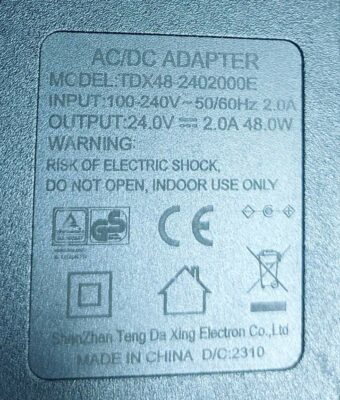 AC/DC ADAPTER
MODEL:TDX48-2402000E
INPUT:100-240V~50/60Hz 2.0A
OUTPUT:24.0V⎓2.0A 48.0W
WARNING:
RISK OF ELECTRIC SHOCK,
DO NOT OPEN, INDOOR USE ONLY
GS CE
ShenZhan Teng Da Xing Electron Co.,Ltd
MADE IN CHINA D/C:2310